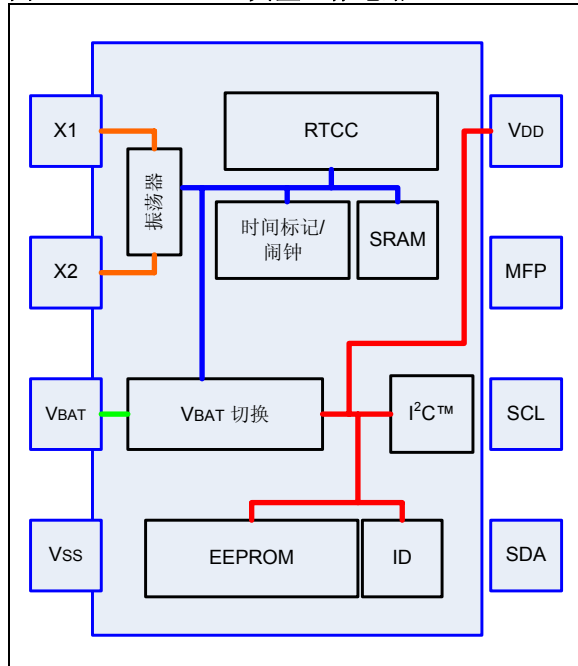 X1
RTCC
VDD
振荡器
时间标记/
闹钟
SRAM
X2
MFP
VBAT
VBAT 切换
I²C™
SCL
VSS
EEPROM
ID
SDA